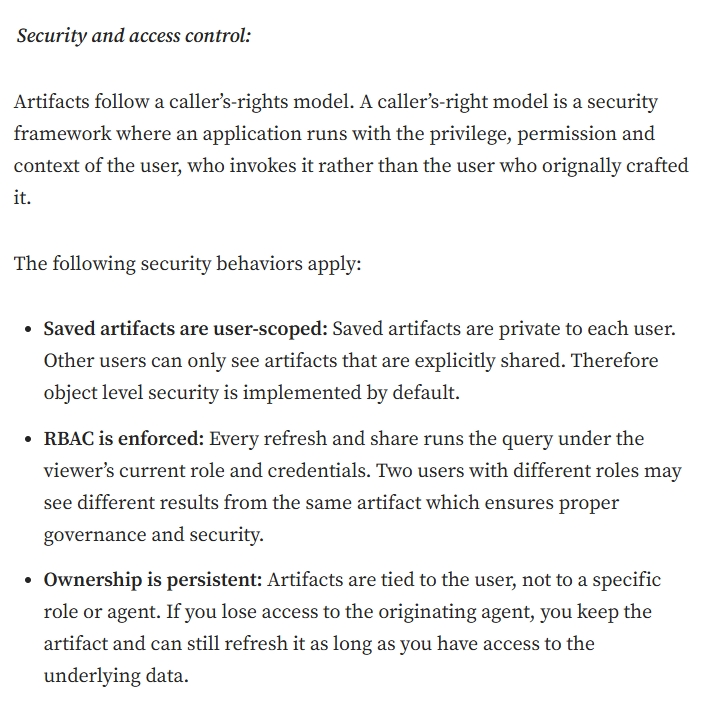 Security and access control:
Artifacts follow a caller’s-rights model. A caller’s-right model is a security
framework where an application runs with the privilege, permission and
context of the user, who invokes it rather than the user who orignally crafted
it.
The following security behaviors apply:
• Saved artifacts are user-scoped: Saved artifacts are private to each user.
Other users can only see artifacts that are explicitly shared. Therefore
object level security is implemented by default.
• RBAC is enforced: Every refresh and share runs the query under the
viewer’s current role and credentials. Two users with different roles may
see different results from the same artifact which ensures proper
governance and security.
• Ownership is persistent: Artifacts are tied to the user, not to a specific
role or agent. If you lose access to the originating agent, you keep the
artifact and can still refresh it as long as you have access to the
underlying data.